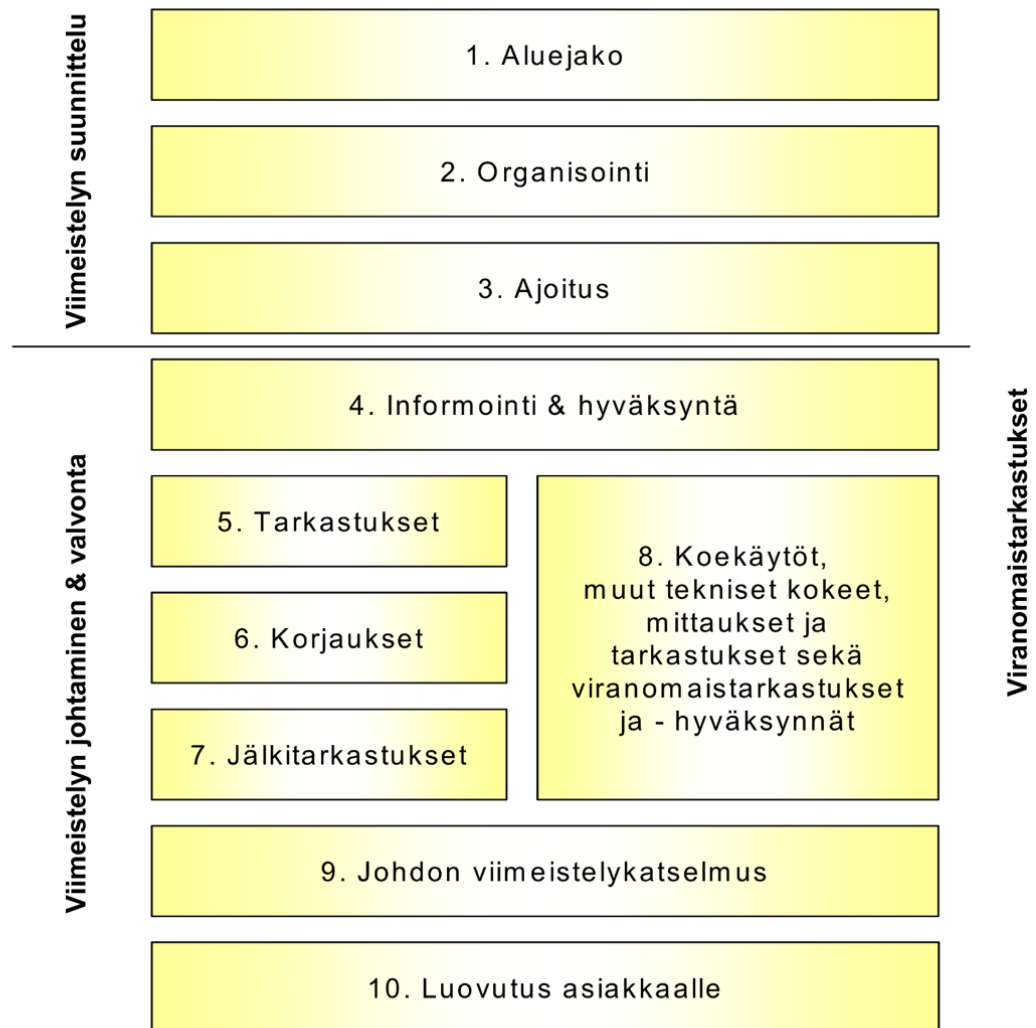 Viimeistelyn suunnittelu
1. Aluejako
2. Organisointi
3. Ajoitus
Viimeistelyn johtaminen & valvonta
4. Informointi & hyväksyntä
5. Tarkastukset
6. Korjaukset
7. Jälkitarkastukset
8. Koekäytöt,
muut tekniset kokeet,
mittaukset ja
tarkastukset sekä
viranomaistarkastukset
ja - hyväksynnät
9. Johdon viimeistelykatselmus
10. Luovutus asiakkaalle
Viranomaistarkastukset